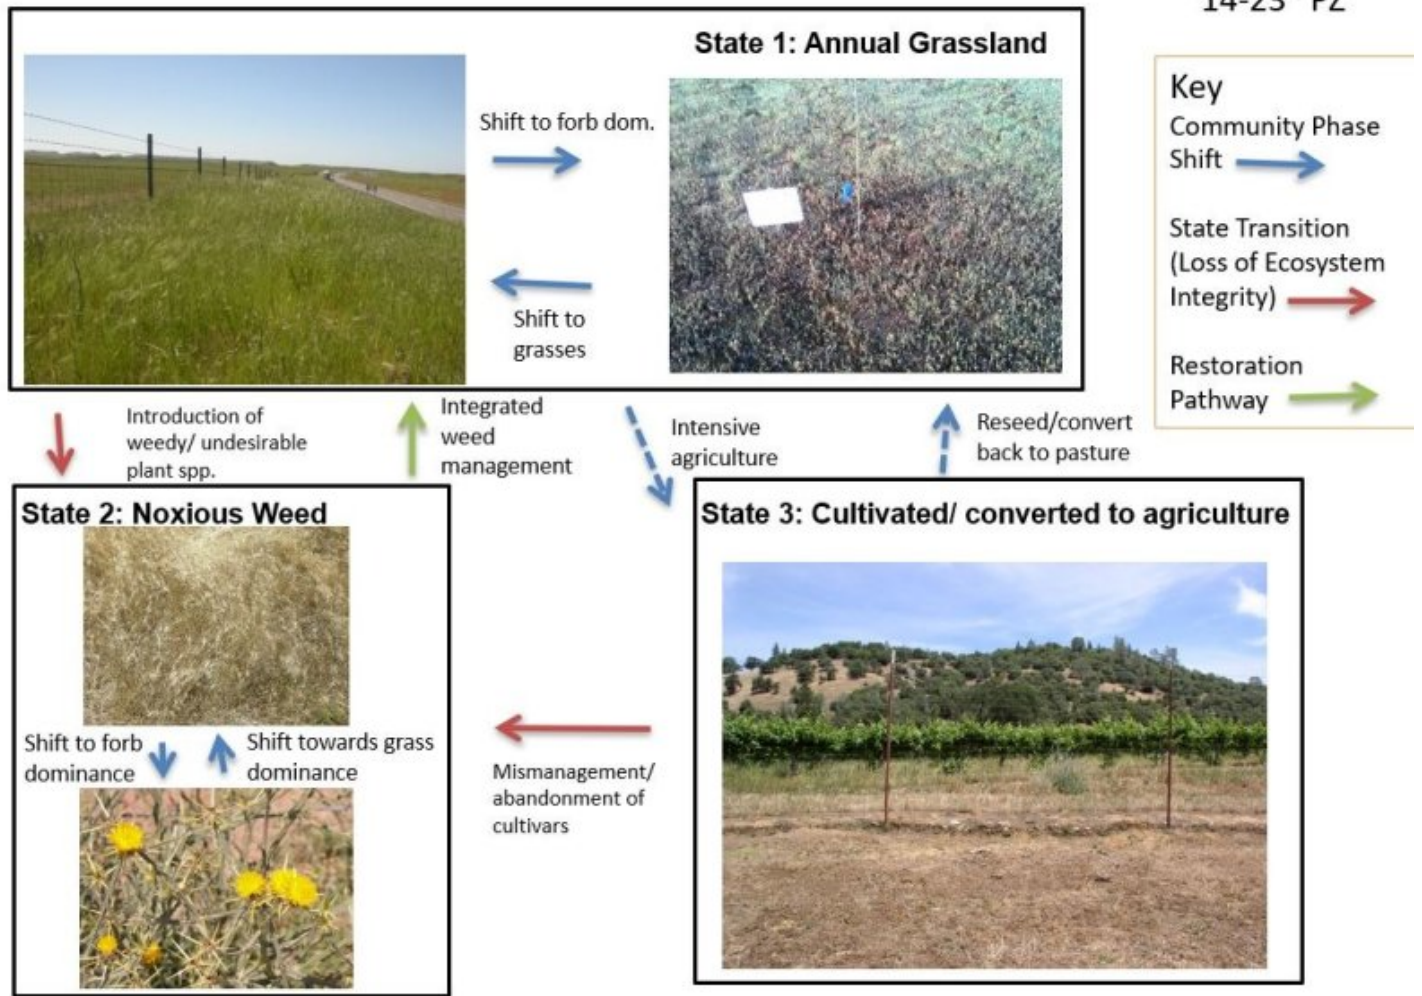 14-23" PZ
State 1: Annual Grassland
Shift to forb dom.
Shift to
grasses
Key
Community Phase
Shift
State Transition
(Loss of Ecosystem
Integrity)
Restoration
Pathway
Introduction of
weedy/ undesirable
plant spp.
Integrated
weed
management
Intensive
agriculture
Reseed/convert
back to pasture
State 2: Noxious Weed
Shift to forb
dominance
Shift towards grass
dominance
Mismanagement/
abandonment of
cultivars
State 3: Cultivated/ converted to agriculture